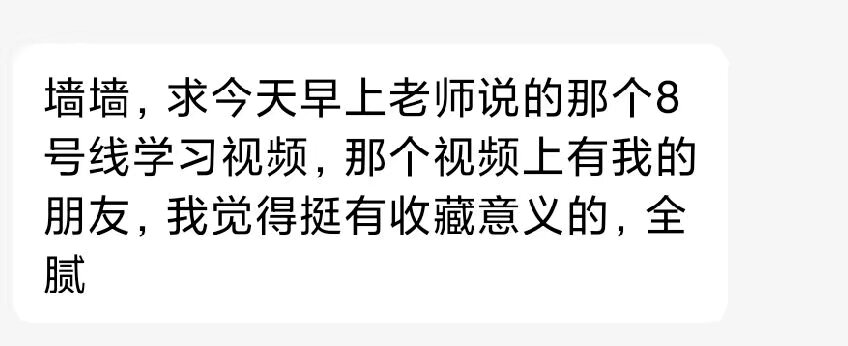 墙墙，求今天早上老师说的那个8
号线学习视频，那个视频上有我的
朋友，我觉得挺有收藏意义的，全
腻